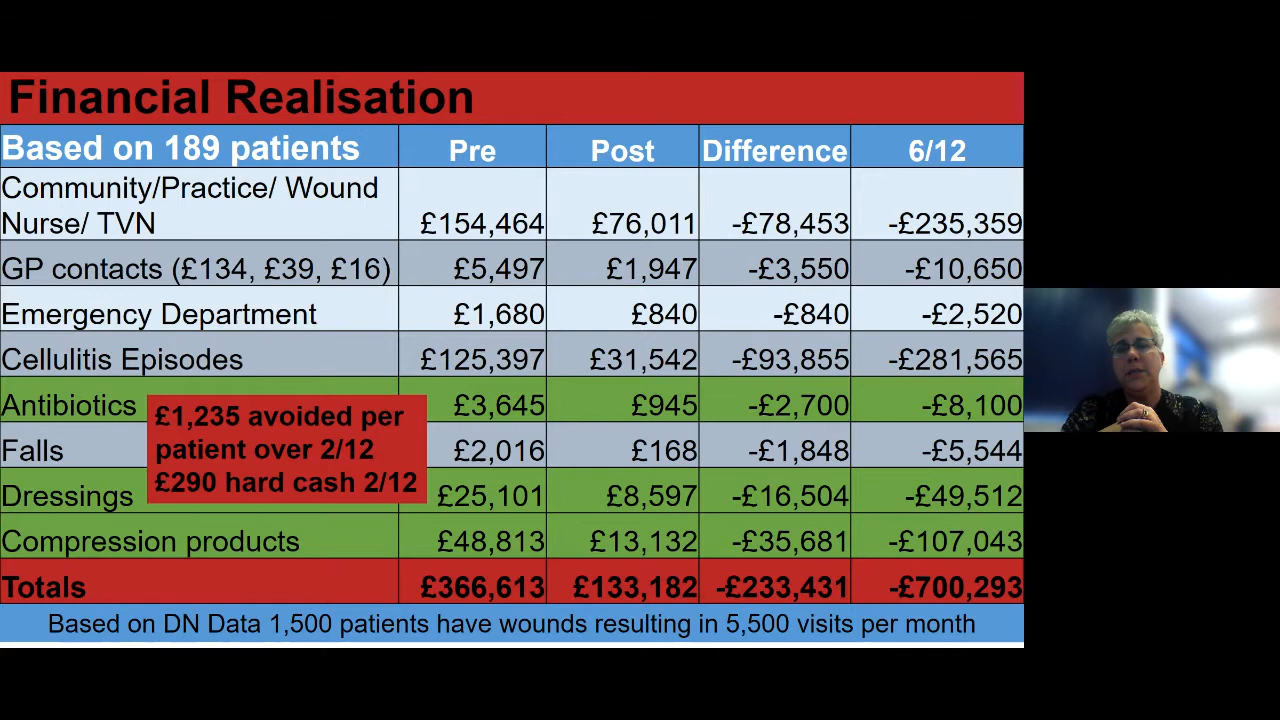 Financial Realisation
Based on 189 patients Pre Post Difference 6/12
Community/Practice/ Wound
Nurse/ TVN £154,464 £76,011 -£78,453 -£235,359
GP contacts (£134, £39, £16) £5,497 £1,947 -£3,550 -£10,650
Emergency Department £1,680 £840 -£840 -£2,520
Cellulitis Episodes £125,397 £31,542 -£93,855 -£281,565
Antibiotics £3,645 £945 -£2,700 -£8,100
£1,235 avoided per
patient over 2/12
£290 hard cash 2/12
Falls £2,016 £168 -£1,848 -£5,544
Dressings £25,101 £8,597 -£16,504 -£49,512
Compression products £48,813 £13,132 -£35,681 -£107,043
Totals £366,613 £133,182 -£233,431 -£700,293
Based on DN Data 1,500 patients have wounds resulting in 5,500 visits per month